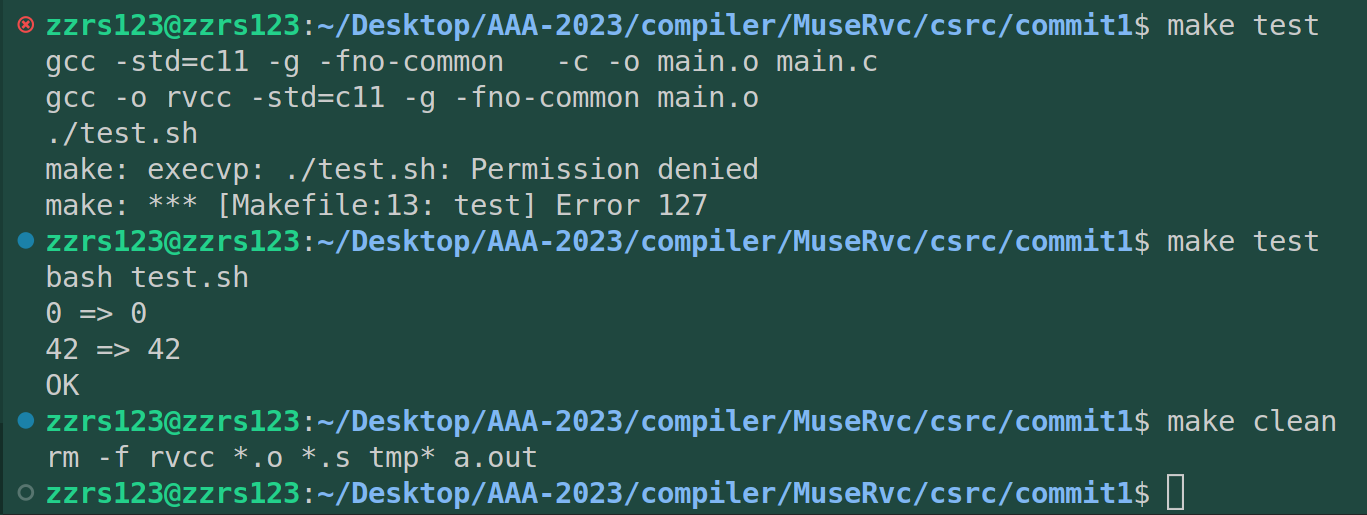 zzrs123@zzrs123:~/Desktop/AAA-2023/compiler/MuseRvc/csrc/commit1$ make test
gcc -std=c11 -g -fno-common   -c -o main.o main.c
gcc -o rvcc -std=c11 -g -fno-common main.o
./test.sh
make: execvp: ./test.sh: Permission denied
make: *** [Makefile:13: test] Error 127
zzrs123@zzrs123:~/Desktop/AAA-2023/compiler/MuseRvc/csrc/commit1$ make test
bash test.sh
0 => 0
42 => 42
OK
zzrs123@zzrs123:~/Desktop/AAA-2023/compiler/MuseRvc/csrc/commit1$ make clean
rm -f rvcc *.o *.s tmp* a.out
zzrs123@zzrs123:~/Desktop/AAA-2023/compiler/MuseRvc/csrc/commit1$